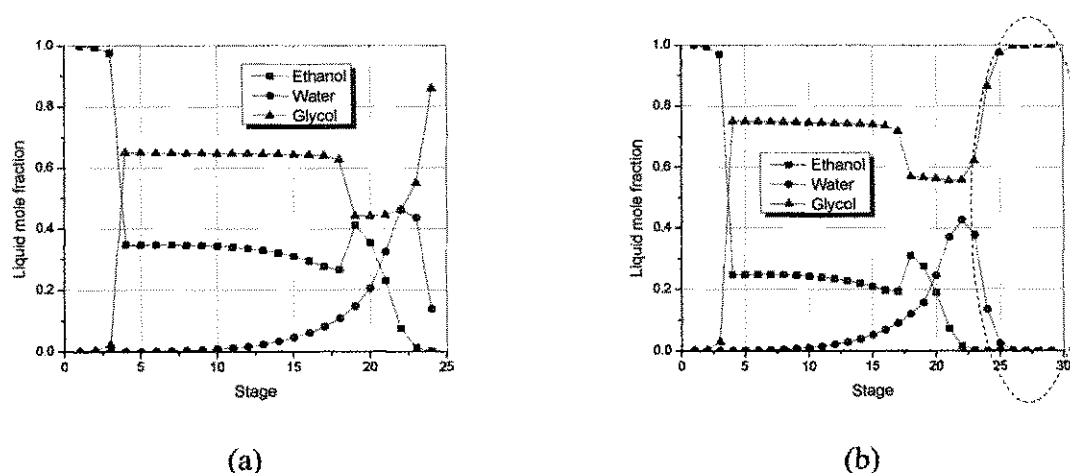 1.0
0.8
0.6
0.4
0.2
0.0
Liquid mole fraction
Ethanol
Water
Glycol
0 5 10 15 20 25
Stage
(a)
1.0
0.8
0.6
0.4
0.2
0.0
Liquid mole fraction
Ethanol
Water
Glycol
0 5 10 15 20 25 30
Stage
(b)